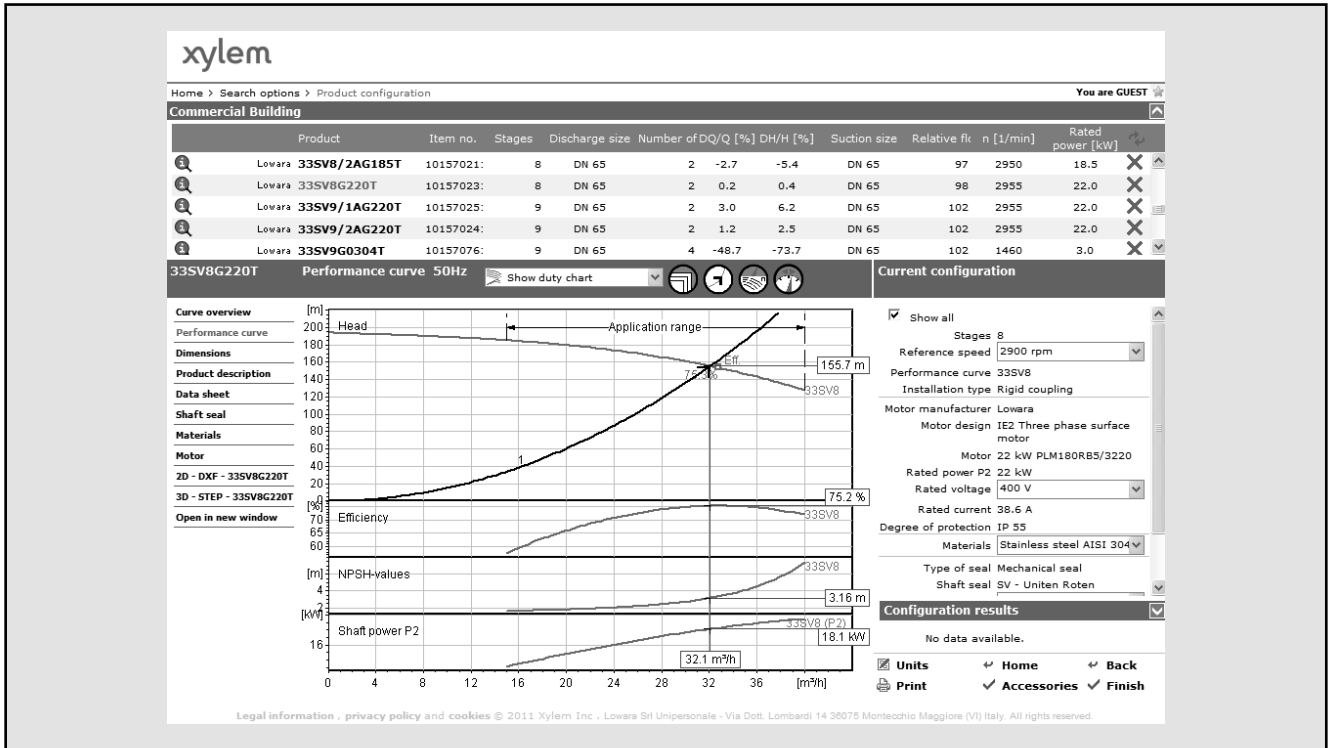 xylem
Home > Search options > Product configuration
You are GUEST
Commercial Building
Product Item no. Stages Discharge size Number of DQ/Q [%] DH/H [%] Suction size Relative flo n [1/min] Rated power [kW]
Lowara 33SV8/2AG185T 10157021: 8 DN 65 2 -2.7 -5.4 DN 65 97 2950 18.5
Lowara 33SV8G220T 10157023: 8 DN 65 2 0.2 0.4 DN 65 98 2955 22.0
Lowara 33SV9/1AG220T 10157025: 9 DN 65 2 3.0 6.2 DN 65 102 2955 22.0
Lowara 33SV9/2AG220T 10157024: 9 DN 65 2 1.2 2.5 DN 65 102 2955 22.0
Lowara 33SV9G0304T 10157076: 9 DN 65 4 -48.7 -73.7 DN 65 102 1460 3.0
33SV8G220T Performance curve 50Hz Show duty chart
Current configuration
Curve overview
Performance curve
Dimensions
Product description
Data sheet
Shaft seal
Materials
Motor
2D - DXF - 33SV8G220T
3D - STEP - 33SV8G220T
Open in new window
[m]
200
180
160
140
120
100
80
60
40
20
0
Head
Application range
Eff.
155.7 m
33SV8
1
[%]
70
65
60
Efficiency
75.2 %
33SV8
[m]
4
2
NPSH-values
33SV8
3.16 m
[kW]
16
Shaft power P2
33SV8 (P2)
18.1 kW
32.1 m³/h
0 4 8 12 16 20 24 28 32 36 [m³/h]
Show all
Stages 8
Reference speed 2900 rpm
Performance curve 33SV8
Installation type Rigid coupling
Motor manufacturer Lowara
Motor design IE2 Three phase surface
motor
Motor 22 kW PLM180RB5/3220
Rated power P2 22 kW
Rated voltage 400 V
Rated current 38.6 A
Degree of protection IP 55
Materials Stainless steel AISI 304
Type of seal Mechanical seal
Shaft seal SV - Uniten Roten
Configuration results
No data available.
Units Home Back
Print Accessories Finish
Legal information , privacy policy and cookies © 2011 Xylem Inc . Lowara Srl Unipersonale - Via Dott. Lombardi 14 36075 Montecchio Maggiore (VI) Italy. All rights reserved.